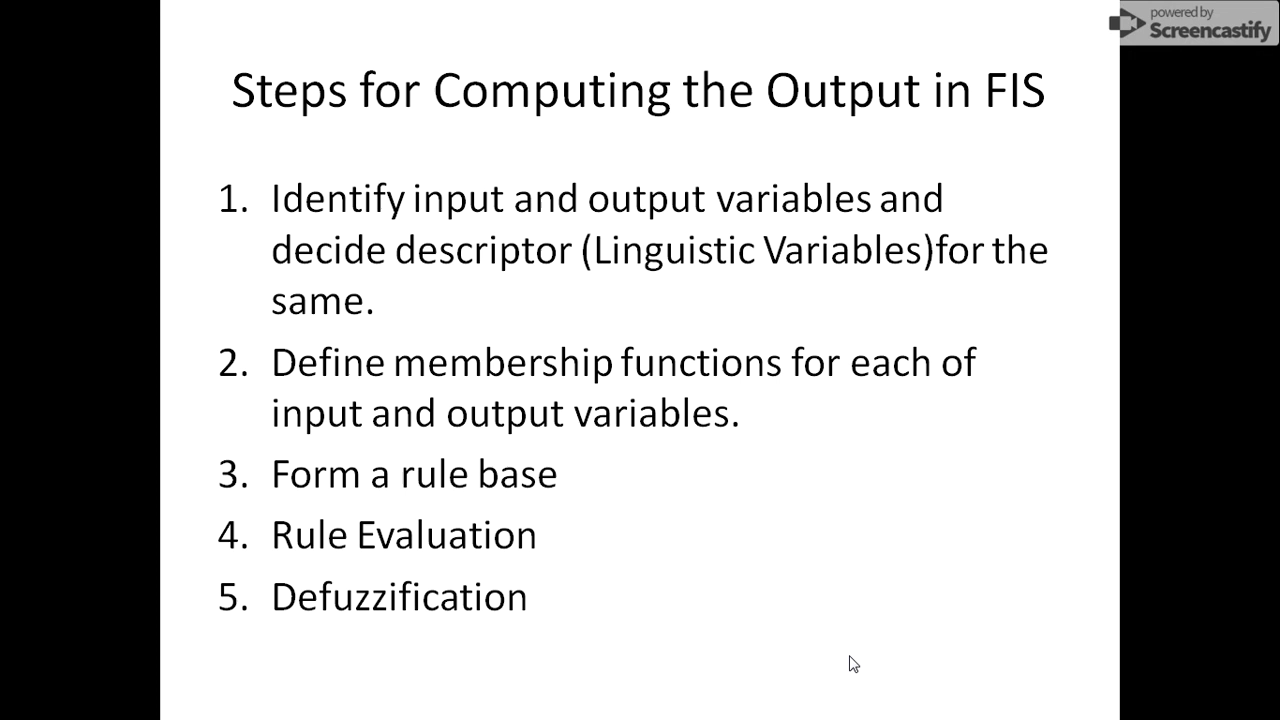 powered by
Screencastify
Steps for Computing the Output in FIS
1. Identify input and output variables and
decide descriptor (Linguistic Variables)for the
same.
2. Define membership functions for each of
input and output variables.
3. Form a rule base
4. Rule Evaluation
5. Defuzzification